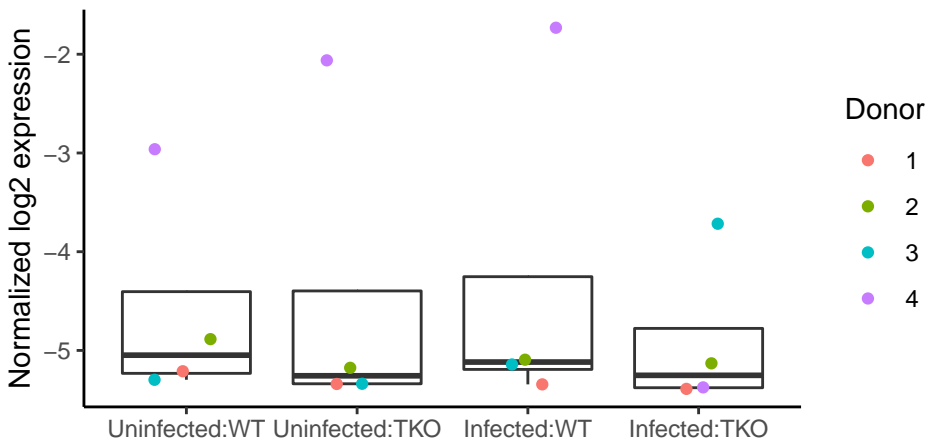 Normalized log2 expression
−2
−3
−4
−5
Uninfected:WT
Uninfected:TKO
Infected:WT
Infected:TKO
Donor
1
2
3
4